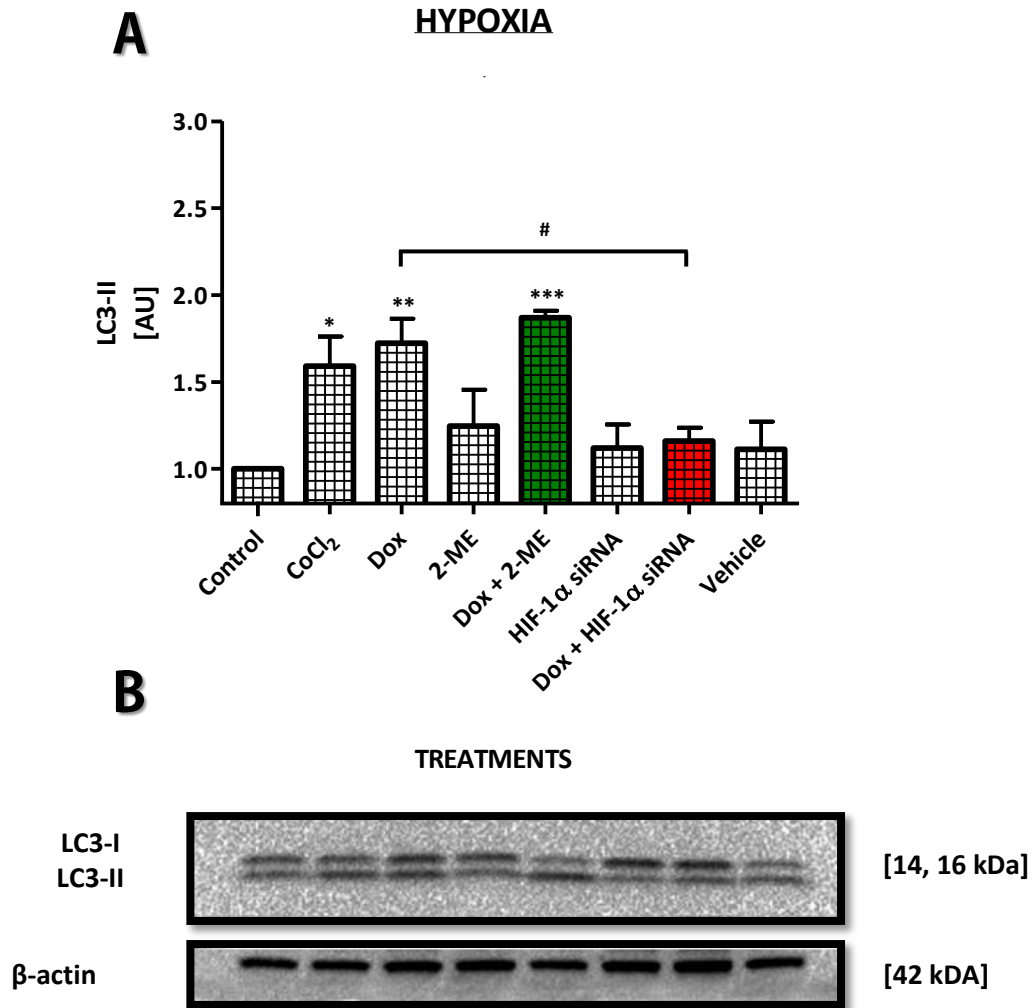 A
HYPOXIA
3.0
2.5
2.0
1.5
1.0
LC3-II
[AU]
*
**
***
#
Control
CoCl₂
Dox
2-ME
Dox + 2-ME
HIF-1α siRNA
Dox + HIF-1α siRNA
Vehicle
B
TREATMENTS
LC3-I
LC3-II
[14, 16 kDa]
β-actin
[42 kDA]